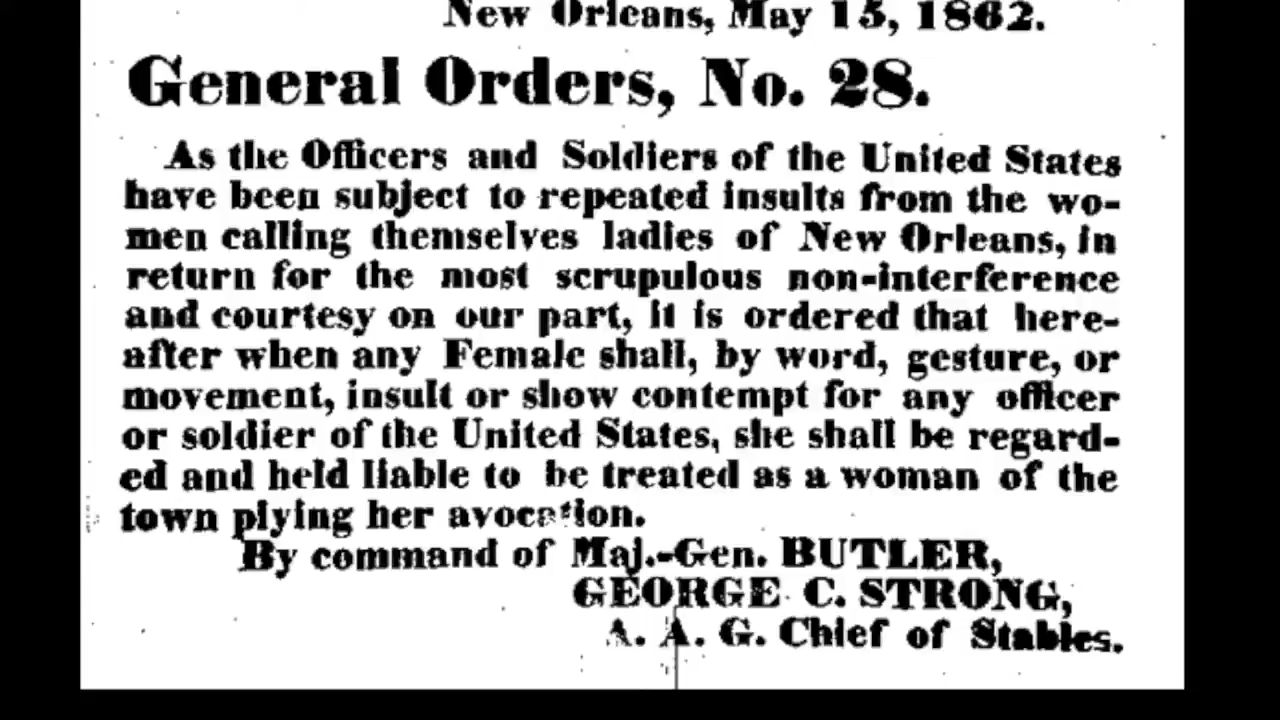 New Orleans, May 15, 1862.
General Orders, No. 28.
As the Officers and Soldiers of the United States
have been subject to repeated insults from the wo-
men calling themselves ladies of New Orleans, in
return for the most scrupulous non-interference
and courtesy on our part, it is ordered that here-
after when any Female shall, by word, gesture, or
movement, insult or show contempt for any officer
or soldier of the United States, she shall be regard-
ed and held liable to be treated as a woman of the
town plying her avocation.
By command of Maj.-Gen. BUTLER,
GEORGE C. STRONG,
A. A. G. Chief of Stables.